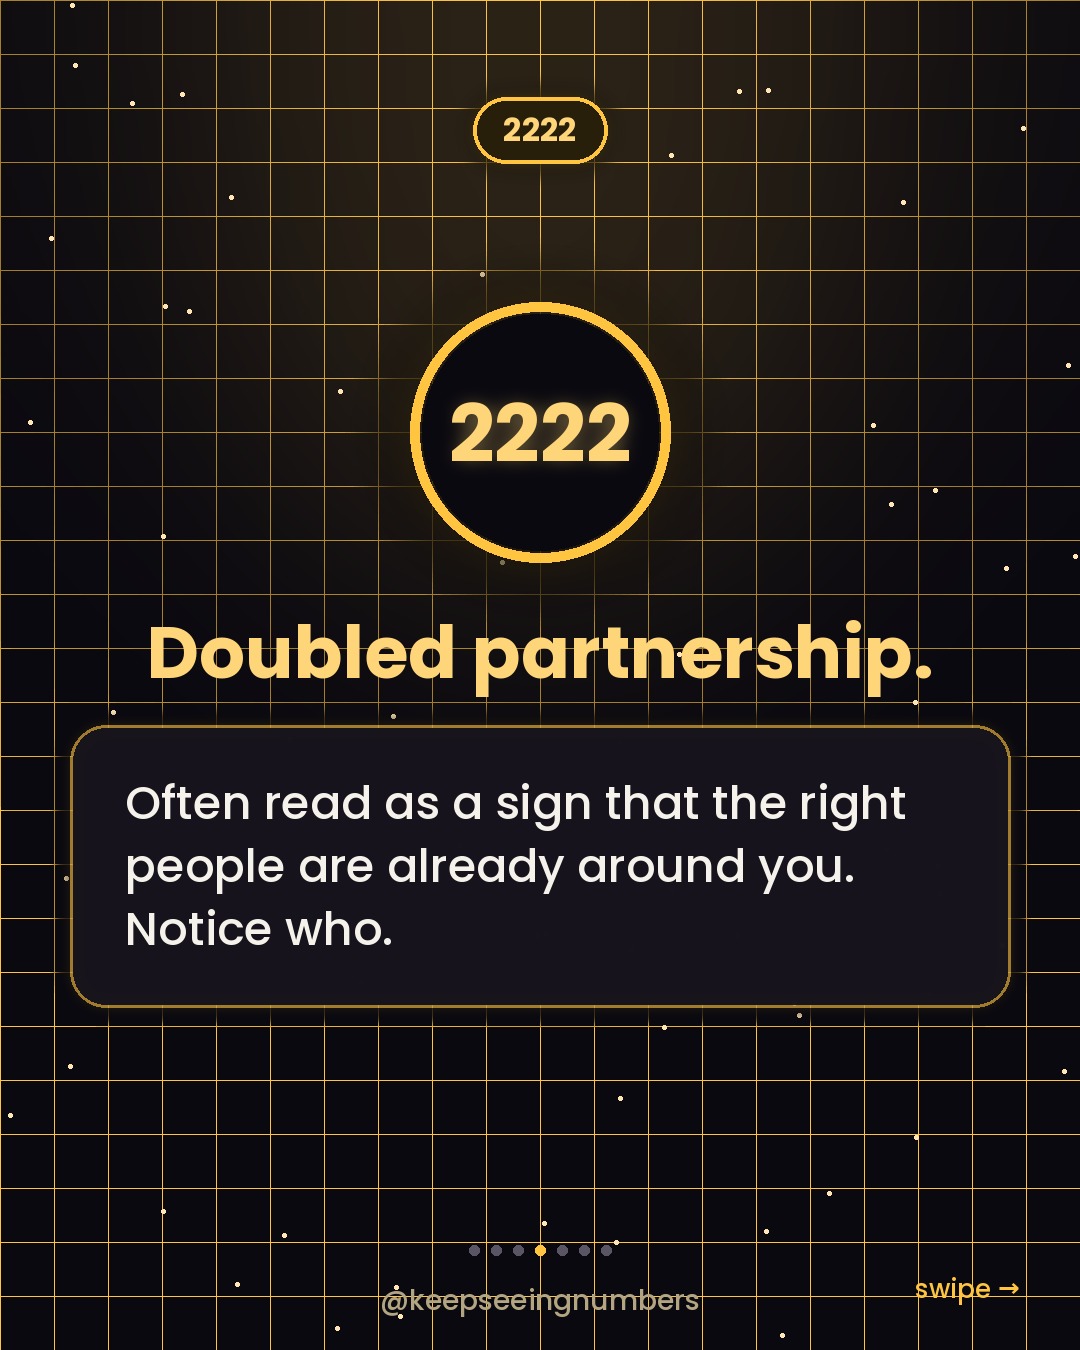 2222
2222
Doubled partnership.
Often read as a sign that the right
people are already around you.
Notice who.
@keepseeingnumbers
swipe →